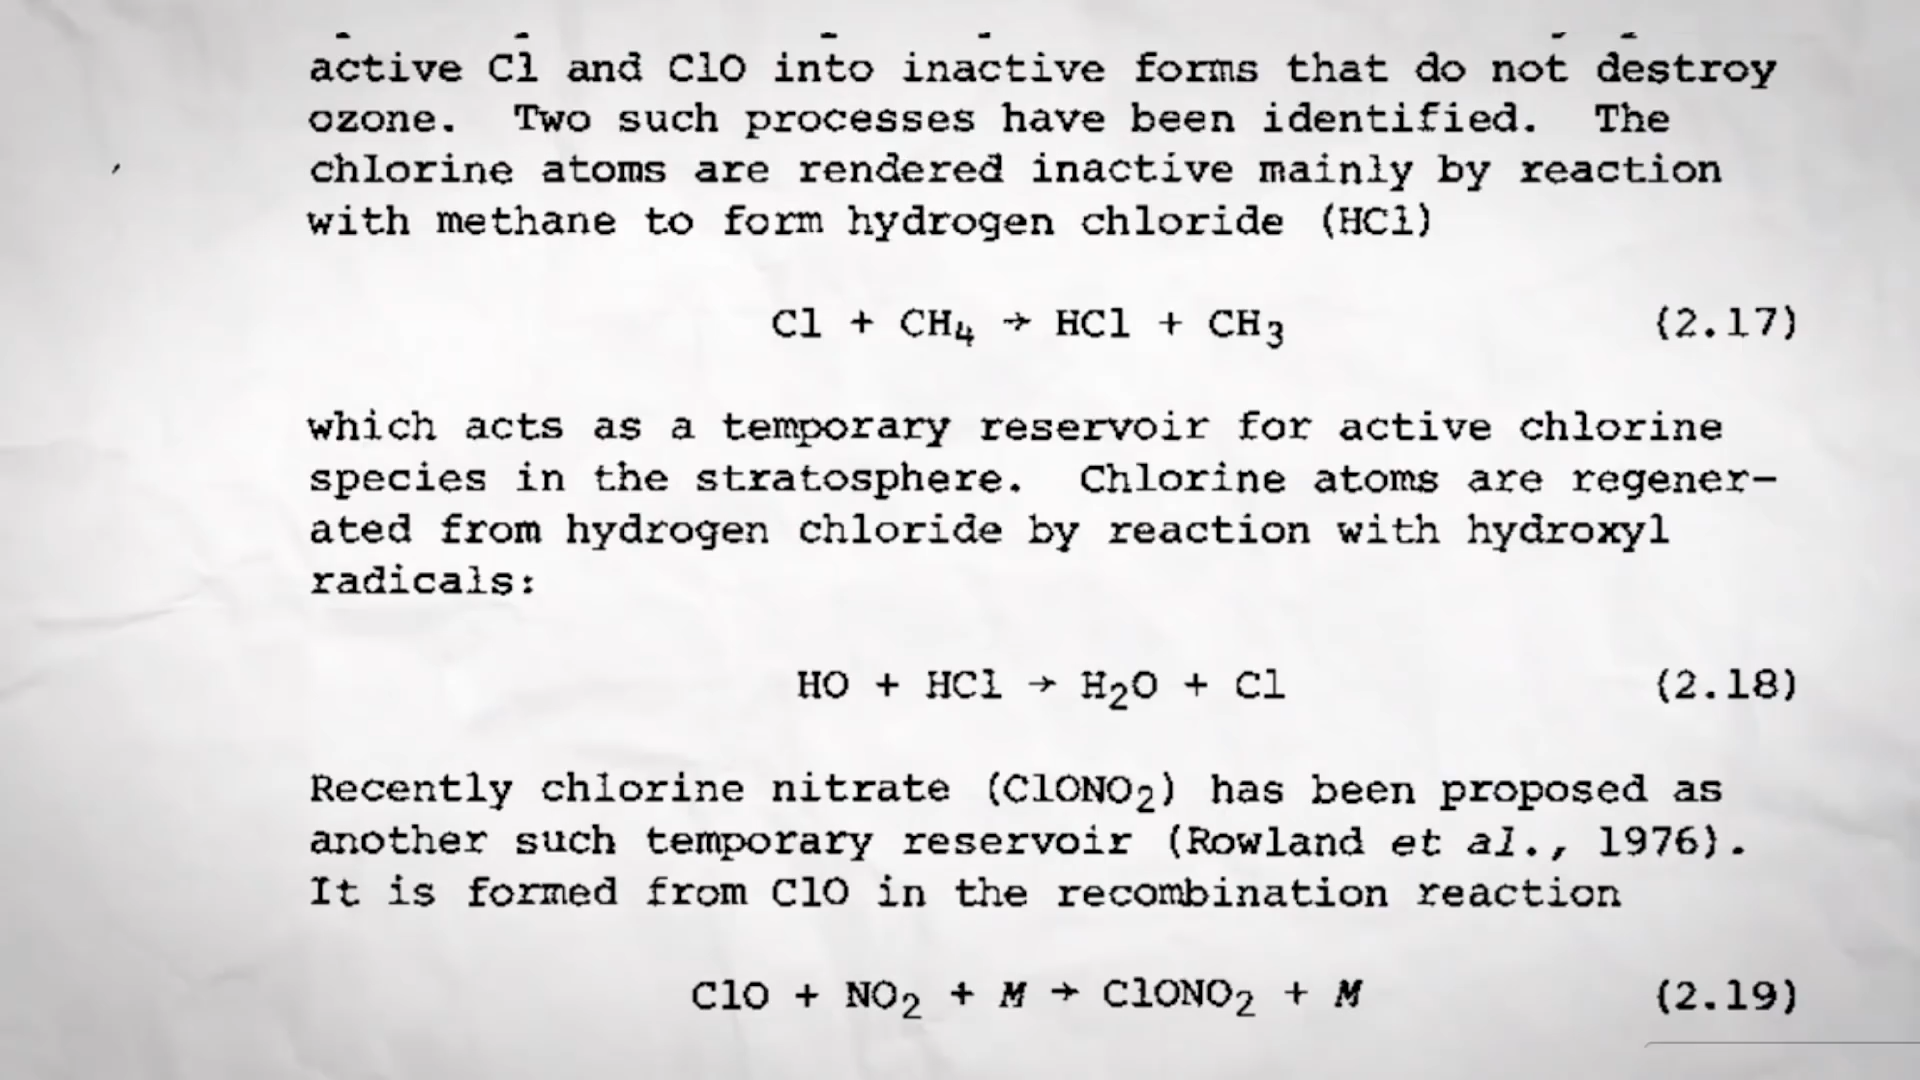 active Cl and ClO into inactive forms that do not destroy
ozone. Two such processes have been identified. The
chlorine atoms are rendered inactive mainly by reaction
with methane to form hydrogen chloride (HCl)
Cl + CH₄ → HCl + CH₃ (2.17)
which acts as a temporary reservoir for active chlorine
species in the stratosphere. Chlorine atoms are regener-
ated from hydrogen chloride by reaction with hydroxyl
radicals:
HO + HCl → H₂O + Cl (2.18)
Recently chlorine nitrate (ClONO₂) has been proposed as
another such temporary reservoir (Rowland et al., 1976).
It is formed from ClO in the recombination reaction
ClO + NO₂ + M → ClONO₂ + M (2.19)